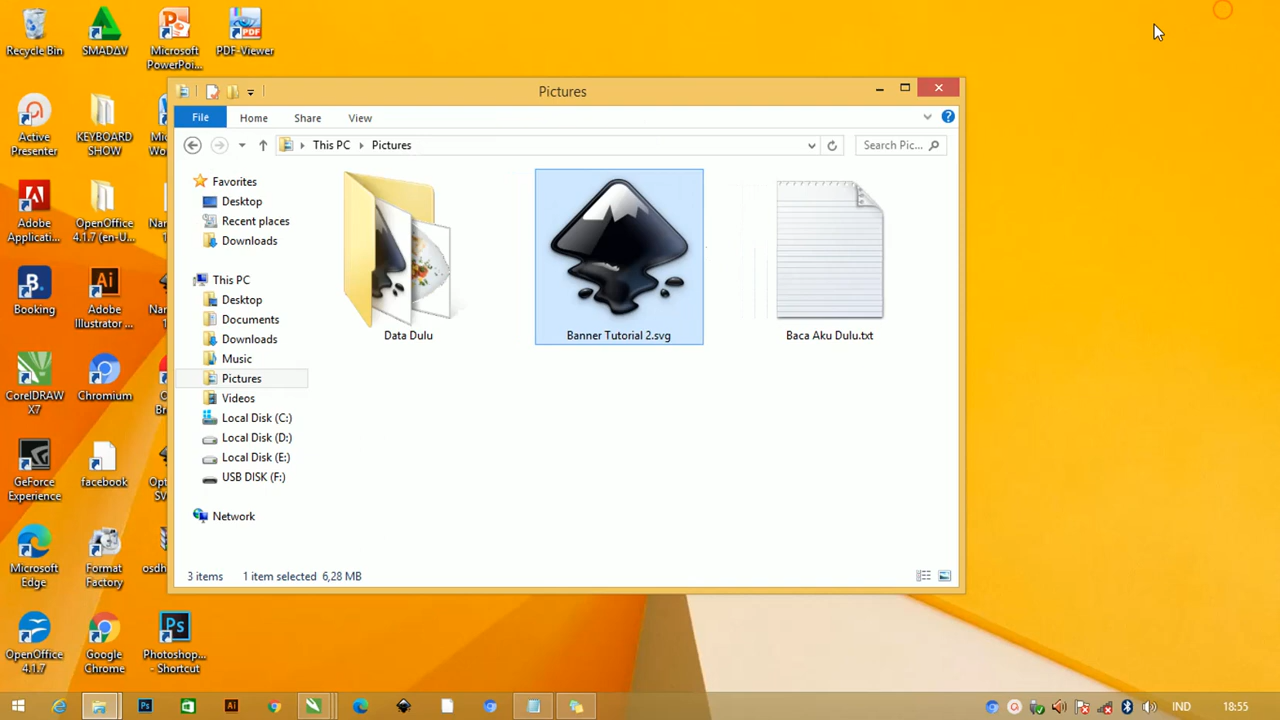 Recycle Bin
SMADΔV
Microsoft
PowerPoi...
PDF-Viewer
Active
Presenter
KEYBOARD
SHOW
Adobe
Applicati...
OpenOffice
4.1.7 (en-U...
Booking
Adobe
Illustrator ...
CorelDRAW
X7
Chromium
GeForce
Experience
facebook
Microsoft
Edge
Format
Factory
OpenOffice
4.1.7
Google
Chrome
Photoshop...
- Shortcut
Pictures
File
Home
Share
View
This PC
Pictures
Search Pic...
Favorites
Desktop
Recent places
Downloads
This PC
Desktop
Documents
Downloads
Music
Pictures
Videos
Local Disk (C:)
Local Disk (D:)
Local Disk (E:)
USB DISK (F:)
Network
Data Dulu
Banner Tutorial 2.svg
Baca Aku Dulu.txt
3 items
1 item selected 6,28 MB
IND
18:55